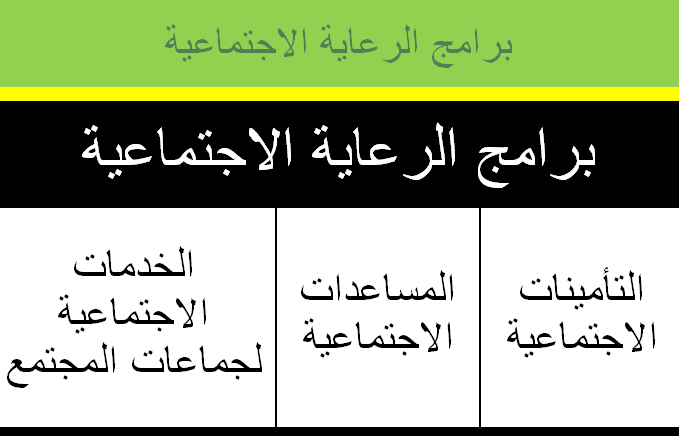 برامج الرعاية الاجتماعية
برامج الرعاية الاجتماعية
التأمينات
الاجتماعية
المساعدات
الاجتماعية
الخدمات
الاجتماعية
لجماعات المجتمع